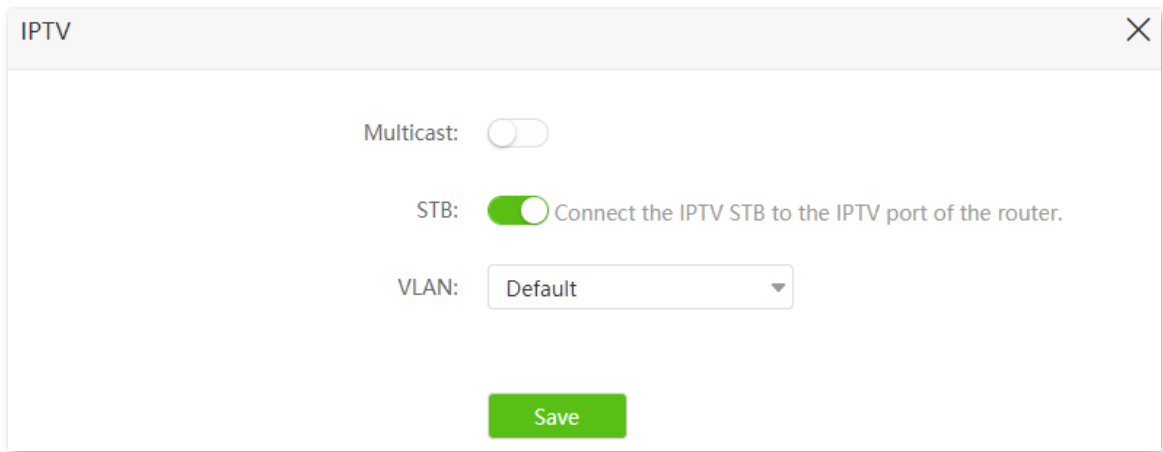 IPTV
Multicast:
STB: Connect the IPTV STB to the IPTV port of the router.
VLAN: Default
Save